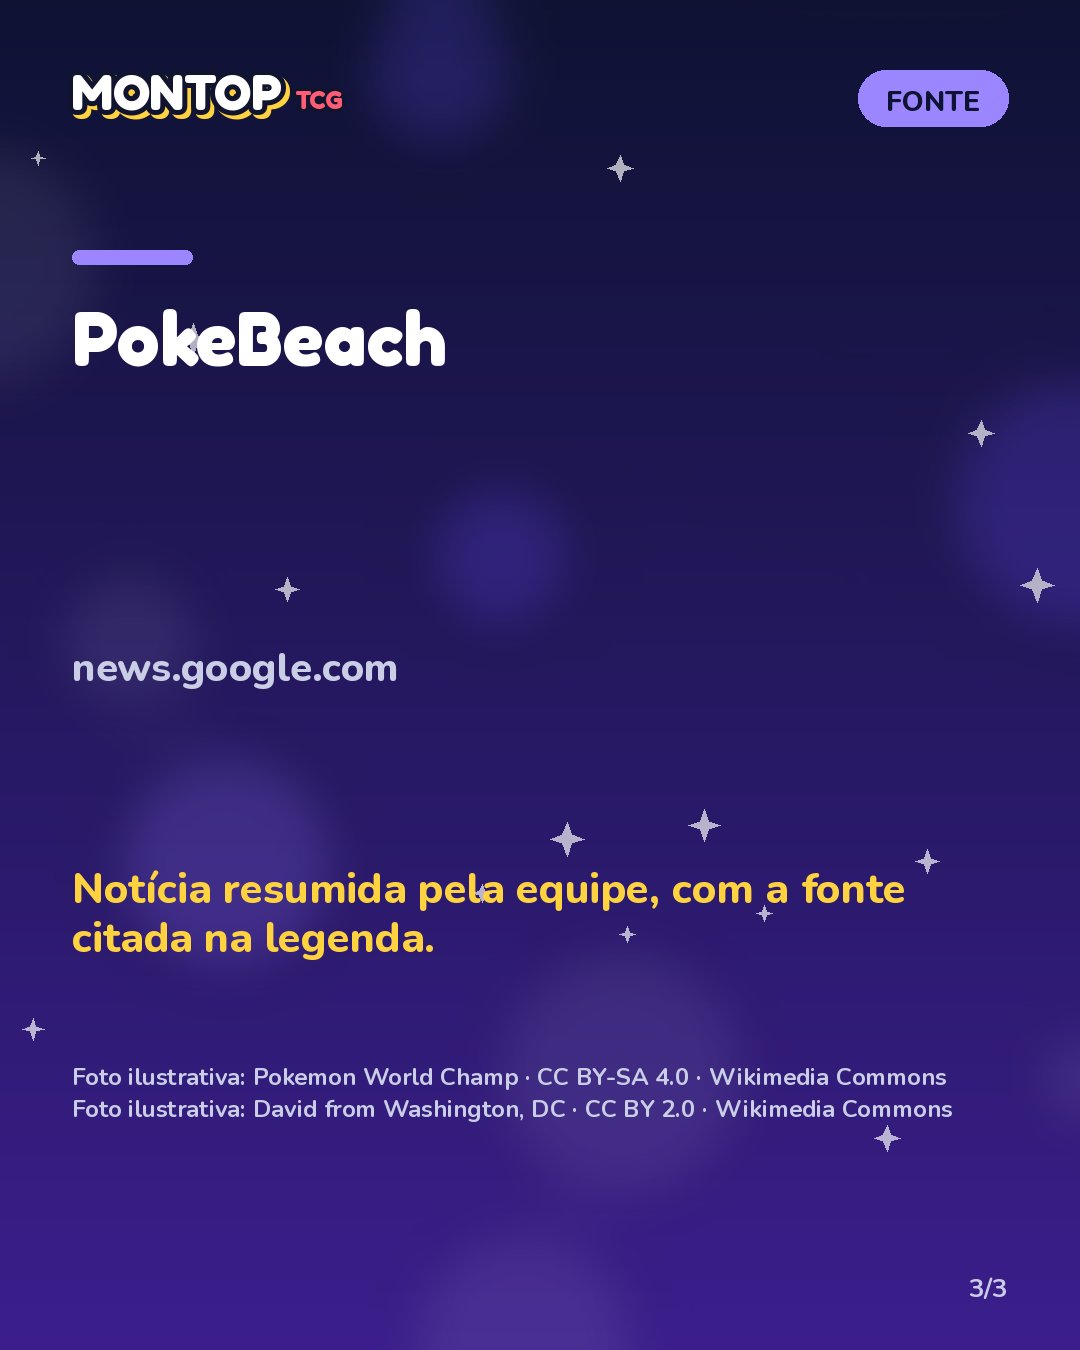 MONTOP TCG
FONTE
PokeBeach
news.google.com
Notícia resumida pela equipe, com a fonte
citada na legenda.
Foto ilustrativa: Pokemon World Champ · CC BY-SA 4.0 · Wikimedia Commons
Foto ilustrativa: David from Washington, DC · CC BY 2.0 · Wikimedia Commons
3/3